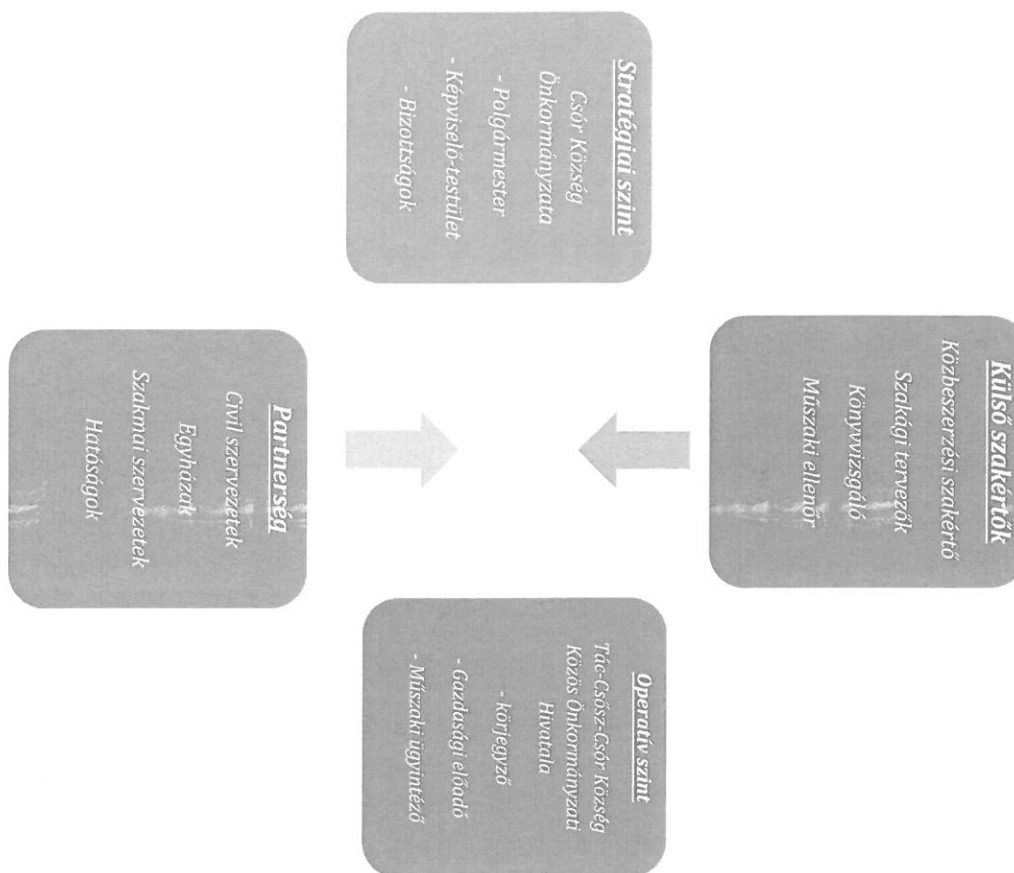 Külső szakértők
Közbeszerzési szakértő
Szakági tervezők
Könyvvizsgáló
Műszaki ellenőr
Stratégiai szint
Csór Község
Önkormányzata
- Polgármester
- Képviselő-testület
- Bizottságok
Operatív szint
Tác-Csősz-Csór Község
Közös Önkormányzati
Hivatala
- körjegyző
- Gazdasági előadó
- Műszaki ügyintéző
Partnerség
Civil szervezetek
Egyházak
Szakmai szervezetek
Hatóságok